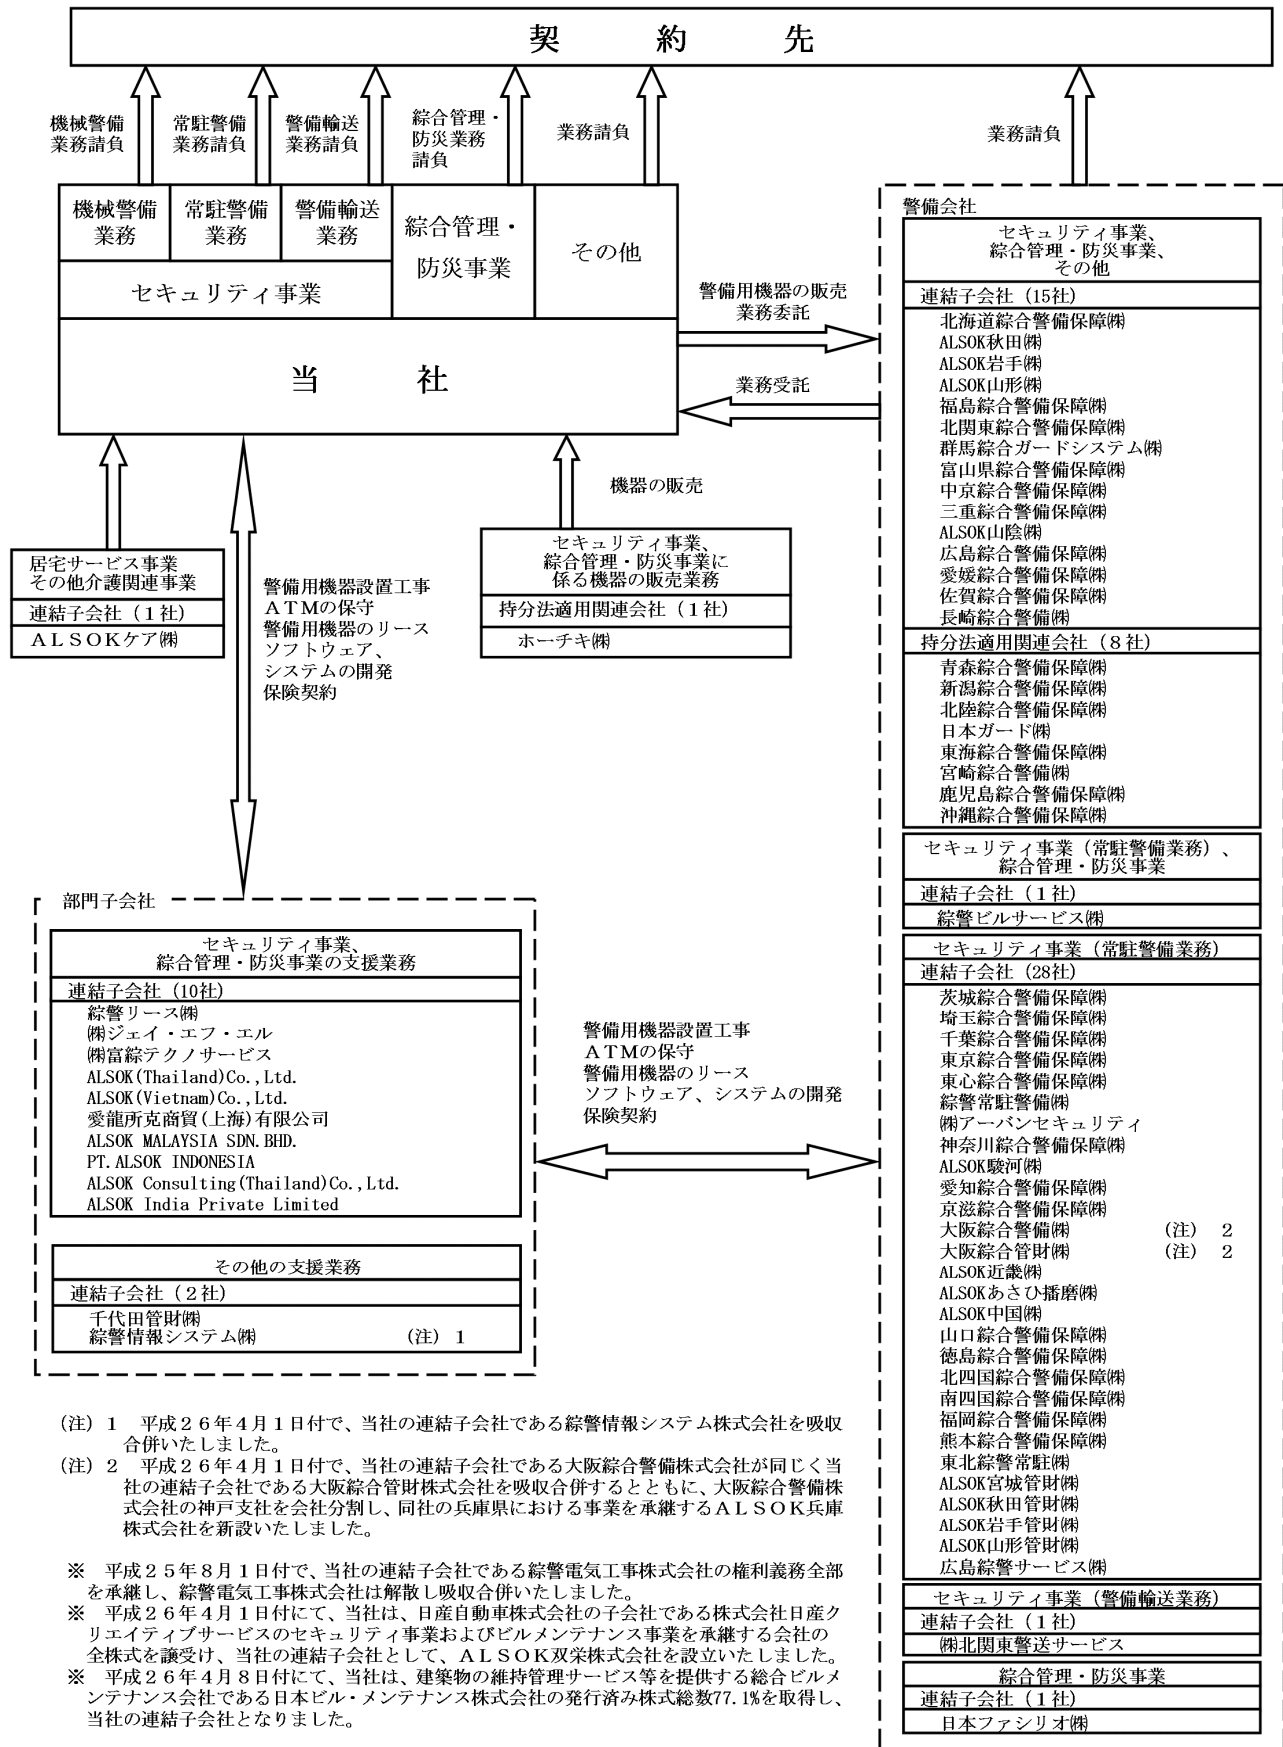 契約先
機械警備
業務請負
常駐警備
業務請負
警備輸送
業務請負
綜合管理・
防災業務
請負
業務請負
業務請負
機械警備
業務
常駐警備
業務
警備輸送
業務
綜合管理・
防災事業
その他
セキュリティ事業
当社
警備用機器の販売
業務委託
業務受託
機器の販売
居宅サービス事業
その他介護関連事業
連結子会社(1社)
ALSOKケア㈱
警備用機器設置工事
ATMの保守
警備用機器のリース
ソフトウェア、
システムの開発
保険契約
セキュリティ事業、
綜合管理・防災事業に
係る機器の販売業務
持分法適用関連会社(1社)
ホーチキ㈱
部門子会社
セキュリティ事業、
綜合管理・防災事業の支援業務
連結子会社(10社)
綜警リース㈱
㈱ジェイ・エフ・エル
㈱富綜テクノサービス
ALSOK(Thailand)Co.,Ltd.
ALSOK(Vietnam)Co.,Ltd.
愛龍所克商貿(上海)有限公司
ALSOK MALAYSIA SDN.BHD.
PT.ALSOK INDONESIA
ALSOK Consulting(Thailand)Co.,Ltd.
ALSOK India Private Limited
その他の支援業務
連結子会社(2社)
千代田管財㈱
綜警情報システム㈱ (注) 1
警備用機器設置工事
ATMの保守
警備用機器のリース
ソフトウェア、システムの開発
保険契約
警備会社
セキュリティ事業、
綜合管理・防災事業、
その他
連結子会社(15社)
北海道綜合警備保障㈱
ALSOK秋田㈱
ALSOK岩手㈱
ALSOK山形㈱
福島綜合警備保障㈱
北関東綜合警備保障㈱
群馬綜合ガードシステム㈱
富山県綜合警備保障㈱
中京綜合警備保障㈱
三重綜合警備保障㈱
ALSOK山陰㈱
広島綜合警備保障㈱
愛媛綜合警備保障㈱
佐賀綜合警備保障㈱
長崎綜合警備㈱
持分法適用関連会社(8社)
青森綜合警備保障㈱
新潟綜合警備保障㈱
北陸綜合警備保障㈱
日本ガード㈱
東海綜合警備保障㈱
宮崎綜合警備㈱
鹿児島綜合警備保障㈱
沖縄綜合警備保障㈱
セキュリティ事業(常駐警備業務)、
綜合管理・防災事業
連結子会社(1社)
綜警ビルサービス㈱
セキュリティ事業(常駐警備業務)
連結子会社(28社)
茨城綜合警備保障㈱
埼玉綜合警備保障㈱
千葉綜合警備保障㈱
東京綜合警備保障㈱
東心綜合警備保障㈱
綜警常駐警備㈱
㈱アーバンセキュリティ
神奈川綜合警備保障㈱
ALSOK駿河㈱
愛知綜合警備保障㈱
京滋綜合警備保障㈱
大阪綜合警備㈱ (注) 2
大阪綜合管財㈱ (注) 2
ALSOK近畿㈱
ALSOKあさひ播磨㈱
ALSOK中国㈱
山口綜合警備保障㈱
徳島綜合警備保障㈱
北四国綜合警備保障㈱
南四国綜合警備保障㈱
福岡綜合警備保障㈱
熊本綜合警備保障㈱
東北綜警常駐㈱
ALSOK宮城管財㈱
ALSOK秋田管財㈱
ALSOK岩手管財㈱
ALSOK山形管財㈱
広島綜警サービス㈱
セキュリティ事業(警備輸送業務)
連結子会社(1社)
㈱北関東警送サービス
綜合管理・防災事業
連結子会社(1社)
日本ファシリオ㈱
(注) 1 平成26年4月1日付で、当社の連結子会社である綜警情報システム株式会社を吸収
合併いたしました。
(注) 2 平成26年4月1日付で、当社の連結子会社である大阪綜合警備株式会社が同じく当
社の連結子会社である大阪綜合管財株式会社を吸収合併するとともに、大阪綜合警備株
式会社の神戸支社を会社分割し、同社の兵庫県における事業を承継するALSOK兵庫
株式会社を新設いたしました。
※ 平成25年8月1日付で、当社の連結子会社である綜警電気工事株式会社の権利義務全部
を承継し、綜警電気工事株式会社は解散し吸収合併いたしました。
※ 平成26年4月1日付にて、当社は、日産自動車株式会社の子会社である株式会社日産ク
リエイティブサービスのセキュリティ事業およびビルメンテナンス事業を承継する会社の
全株式を譲受け、当社の連結子会社として、ALSOK双栄株式会社を設立いたしました。
※ 平成26年4月8日付にて、当社は、建築物の維持管理サービス等を提供する総合ビルメ
ンテナンス会社である日本ビル・メンテナンス株式会社の発行済み株式総数77.1%を取得し、
当社の連結子会社となりました。